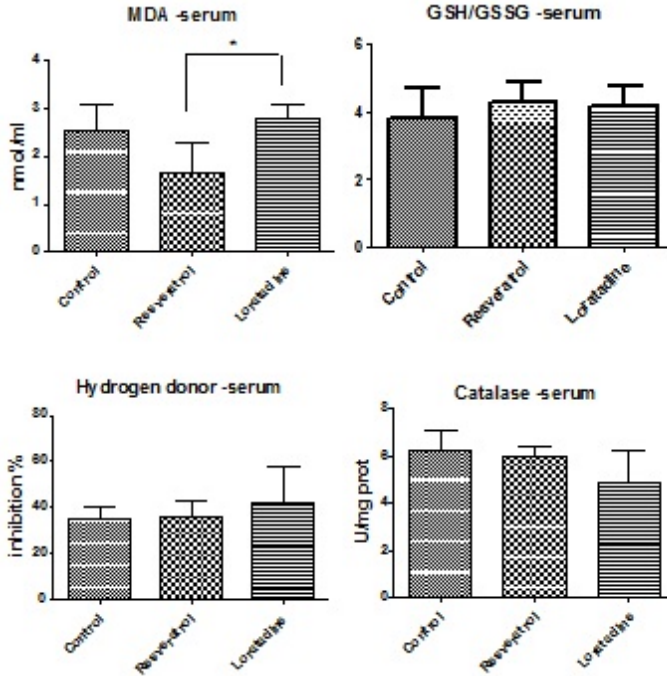 MDA -serum
*
4
3
2
1
0
nmol/ml
Control
Resveratrol
Loratadine
GSH/GSSG -serum
6
4
2
0
Control
Resveratrol
Loratadine
Hydrogen donor -serum
80
60
40
20
0
inhibition %
Control
Resveratrol
Loratadine
Catalase -serum
8
6
4
2
0
U/mg prot
Control
Resveratrol
Loratadine